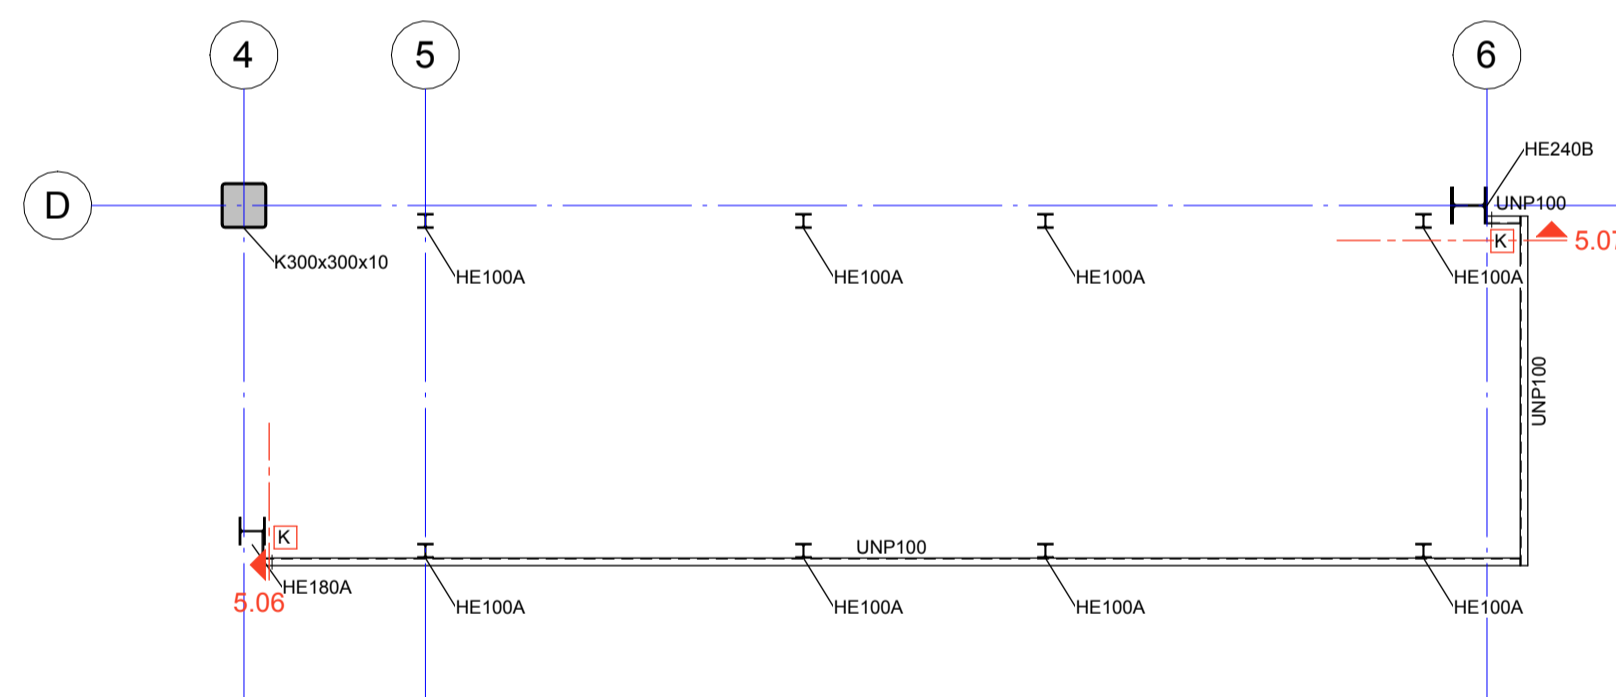 4
5
6
HE240B
D
UNP100
K
5.07
K300x300x10
HE100A
HE100A
HE100A
HE100A
UNP100
K
UNP100
HE180A
5.06
HE100A
HE100A
HE100A
HE100A